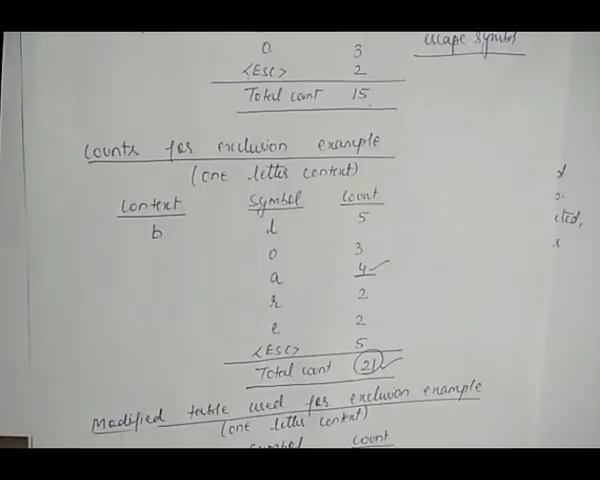 o 3 escape symbol
<ESC> 2
Total count 15
Counts for exclusion example
(one letter context)
Context Symbol Count
b l 5
o 3
a 4
r 2
e 2
<ESC> 5
Total count 21
Modified table used for exclusion example
(one letter context)
Symbol Count